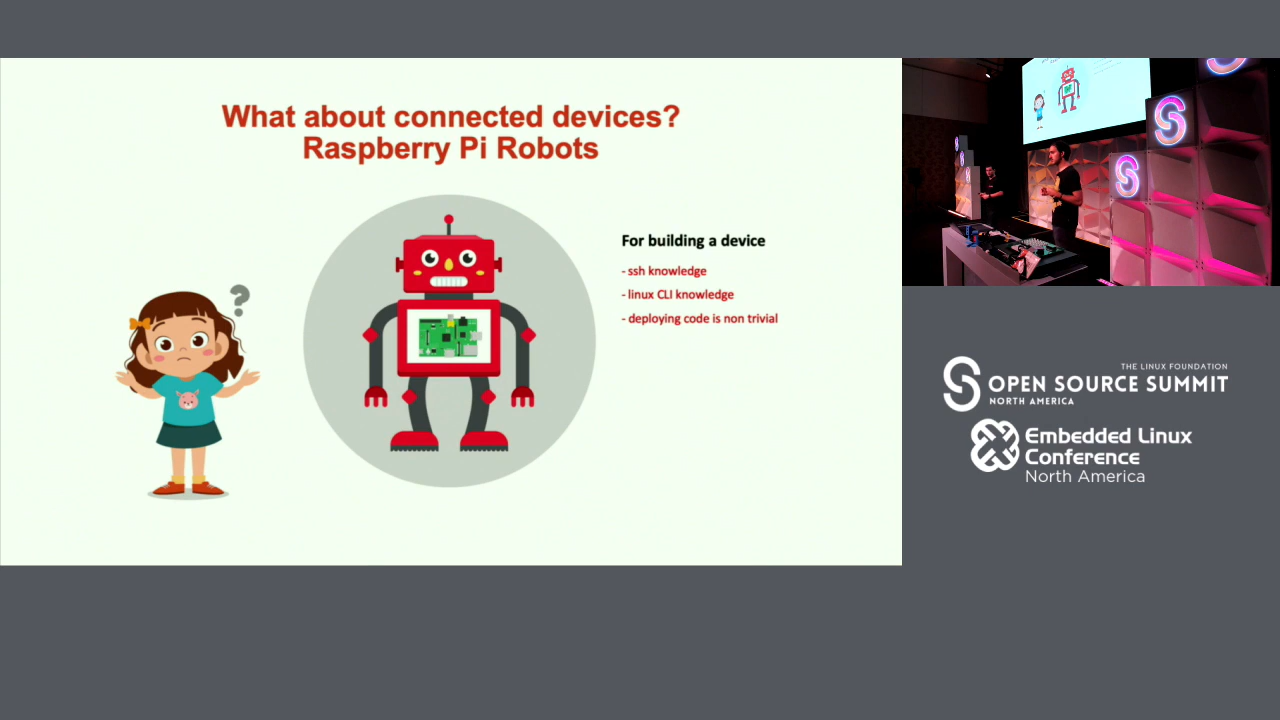 What about connected devices?
Raspberry Pi Robots
For building a device
- ssh knowledge
- linux CLI knowledge
- deploying code is non trivial
?
THE LINUX FOUNDATION
OPEN SOURCE SUMMIT
NORTH AMERICA
Embedded Linux
Conference
North America